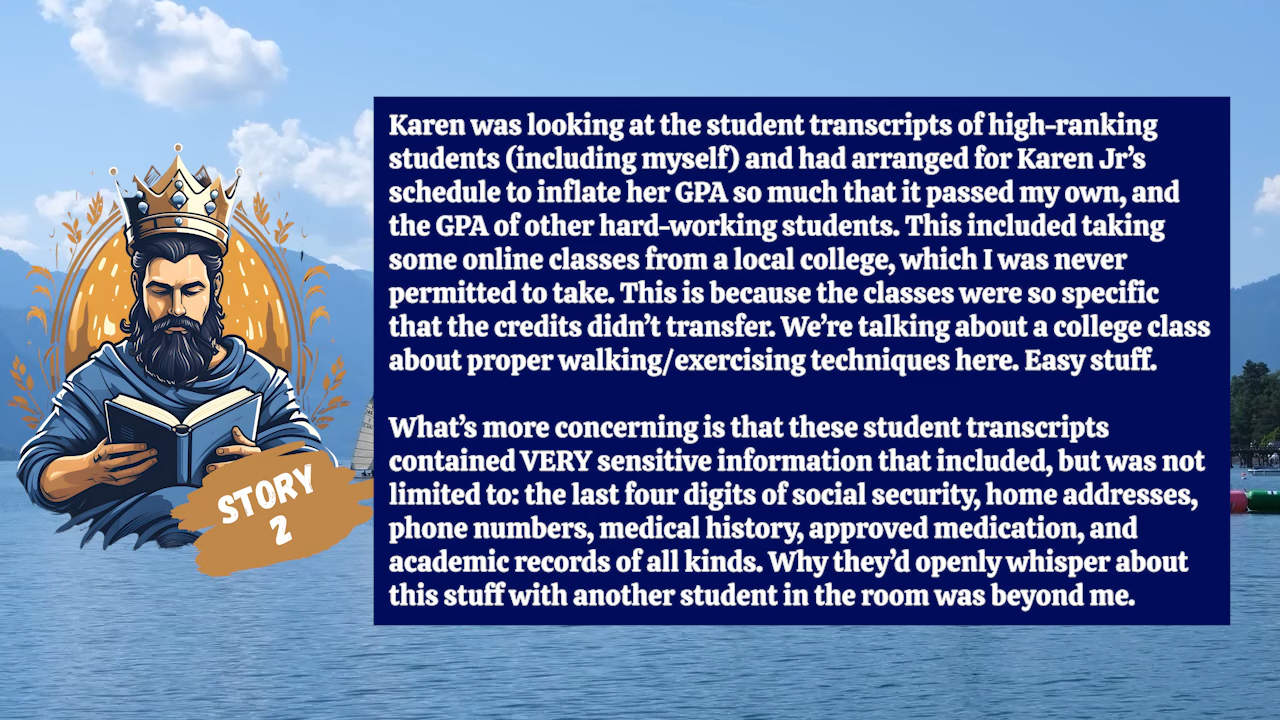 Karen was looking at the student transcripts of high-ranking
students (including myself) and had arranged for Karen Jr’s
schedule to inflate her GPA so much that it passed my own, and
the GPA of other hard-working students. This included taking
some online classes from a local college, which I was never
permitted to take. This is because the classes were so specific
that the credits didn’t transfer. We’re talking about a college class
about proper walking/exercising techniques here. Easy stuff.
What’s more concerning is that these student transcripts
contained VERY sensitive information that included, but was not
limited to: the last four digits of social security, home addresses,
phone numbers, medical history, approved medication, and
academic records of all kinds. Why they’d openly whisper about
this stuff with another student in the room was beyond me.
STORY
2